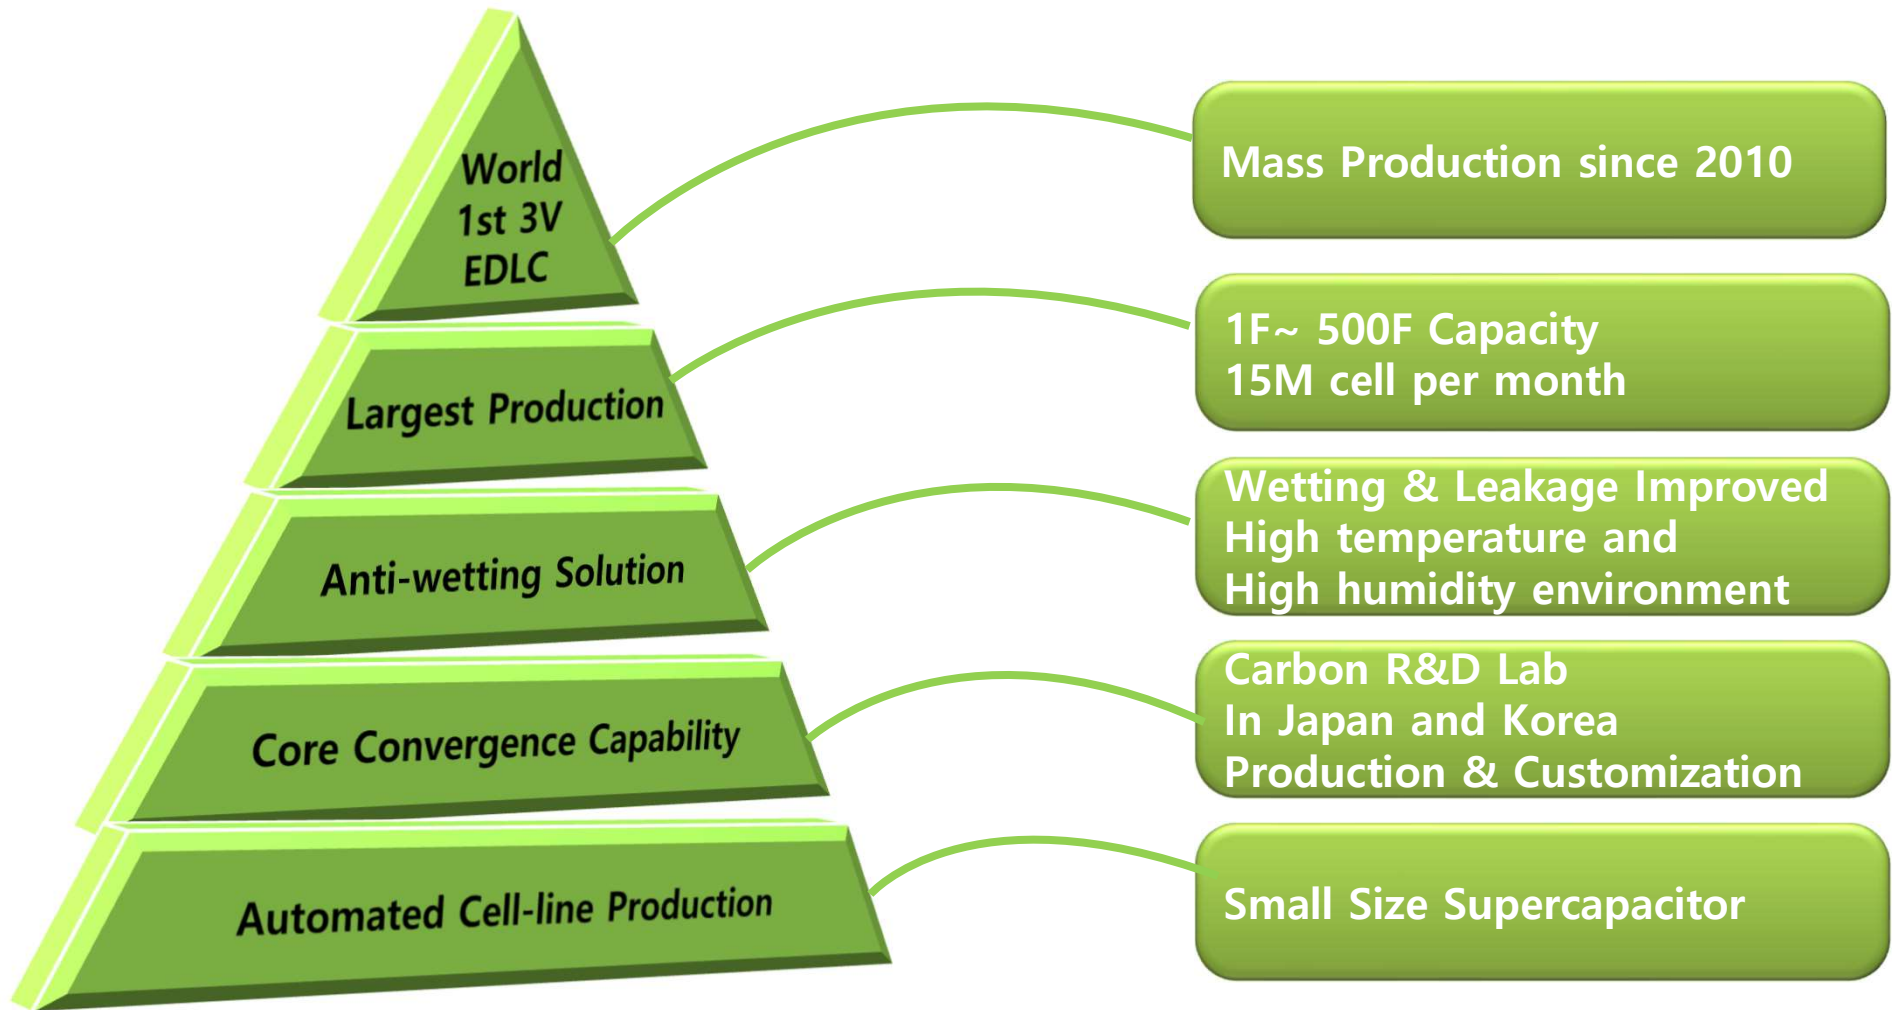 World
1st 3V
EDLC
Mass Production since 2010
Largest Production
1F~ 500F Capacity
15M cell per month
Anti-wetting Solution
Wetting & Leakage Improved
High temperature and
High humidity environment
Core Convergence Capability
Carbon R&D Lab
In Japan and Korea
Production & Customization
Automated Cell-line Production
Small Size Supercapacitor